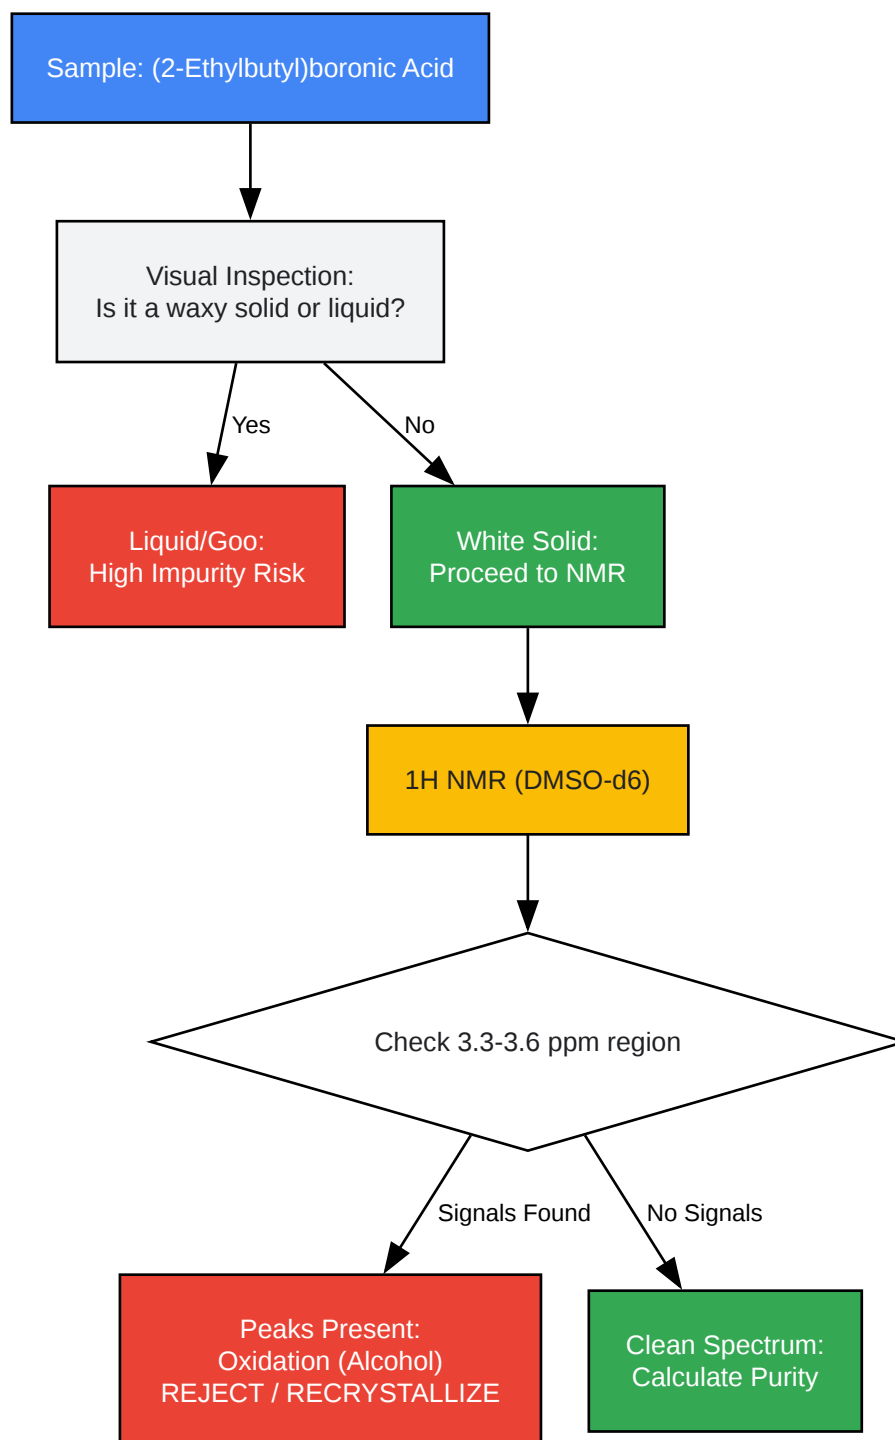 Sample: (2-Ethylbutyl)boronic Acid
Visual Inspection:
Is it a waxy solid or liquid?
Yes
No
Liquid/Goo:
High Impurity Risk
White Solid:
Proceed to NMR
1H NMR (DMSO-d6)
Check 3.3-3.6 ppm region
Signals Found
No Signals
Peaks Present:
Oxidation (Alcohol)
REJECT / RECRYSTALLIZE
Clean Spectrum:
Calculate Purity